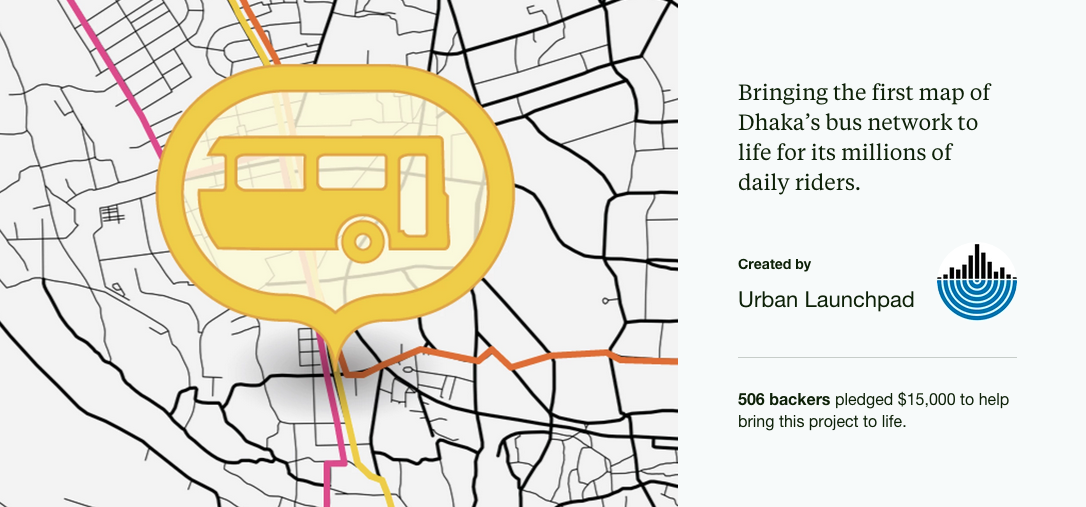 Bringing the first map of
Dhaka’s bus network to
life for its millions of
daily riders.
Created by
Urban Launchpad
506 backers pledged $15,000 to help
bring this project to life.